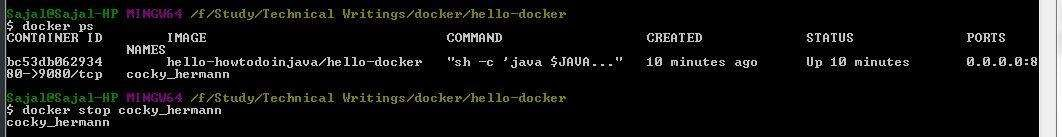 Sajal@Sajal-HP MINGW64 /f/Study/Technical Writings/docker/hello-docker
$ docker ps
CONTAINER ID        IMAGE                               COMMAND                  CREATED             STATUS              PORTS
               NAMES
bc53db062934        hello-howtodoinjava/hello-docker   "sh -c 'java $JAVA..."   10 minutes ago      Up 10 minutes       0.0.0.0:8
80->9080/tcp   cocky_hermann
Sajal@Sajal-HP MINGW64 /f/Study/Technical Writings/docker/hello-docker
$ docker stop cocky_hermann
cocky_hermann